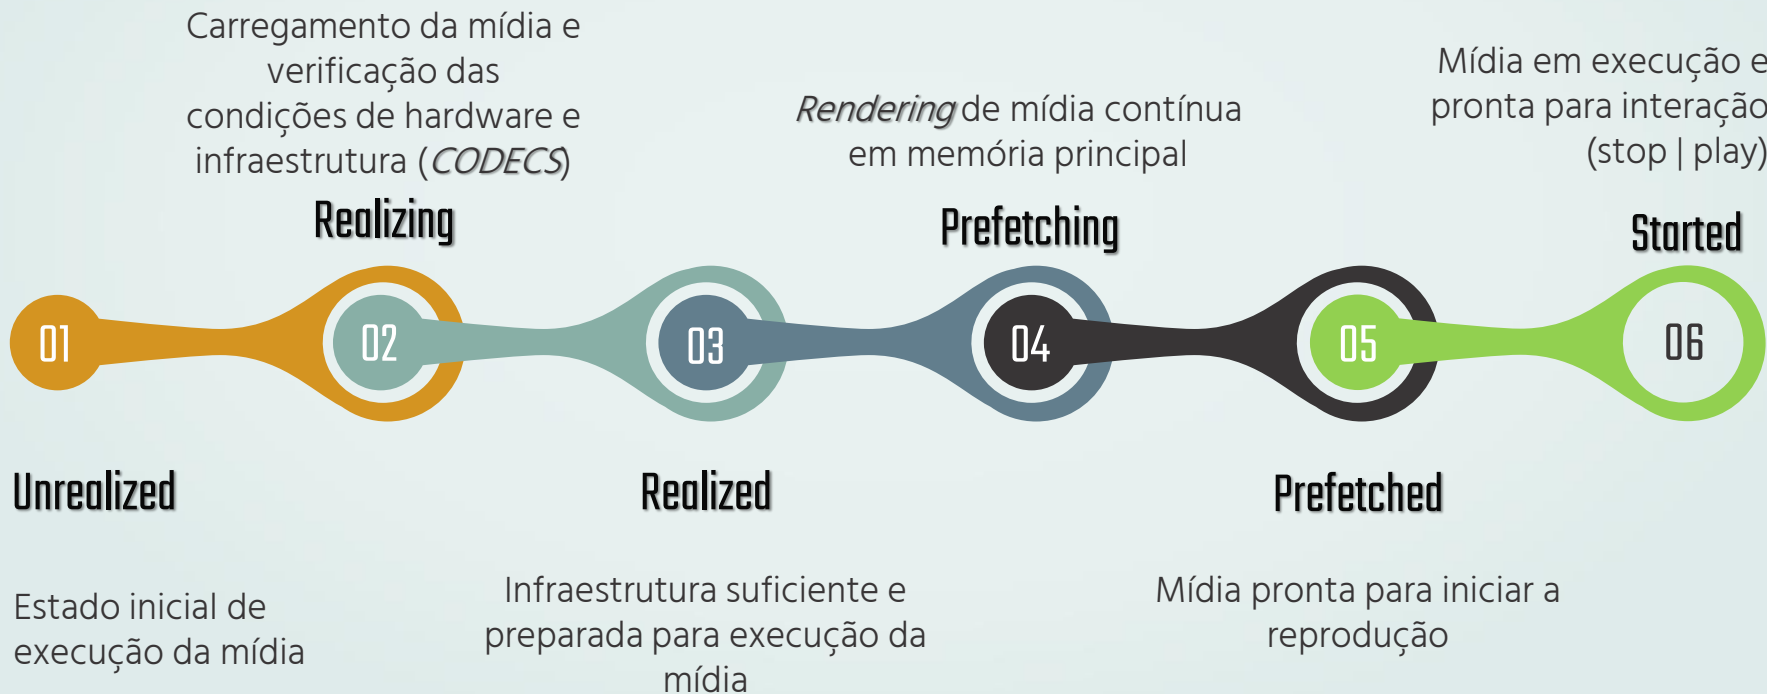 Carregamento da mídia e
verificação das
condições de hardware e
infraestrutura (CODECS)
Realizing
Rendering de mídia contínua
em memória principal
Prefetching
Mídia em execução e
pronta para interação
(stop | play)
Started
01
02
03
04
05
06
Unrealized
Estado inicial de
execução da mídia
Realized
Infraestrutura suficiente e
preparada para execução da
mídia
Prefetched
Mídia pronta para iniciar a
reprodução